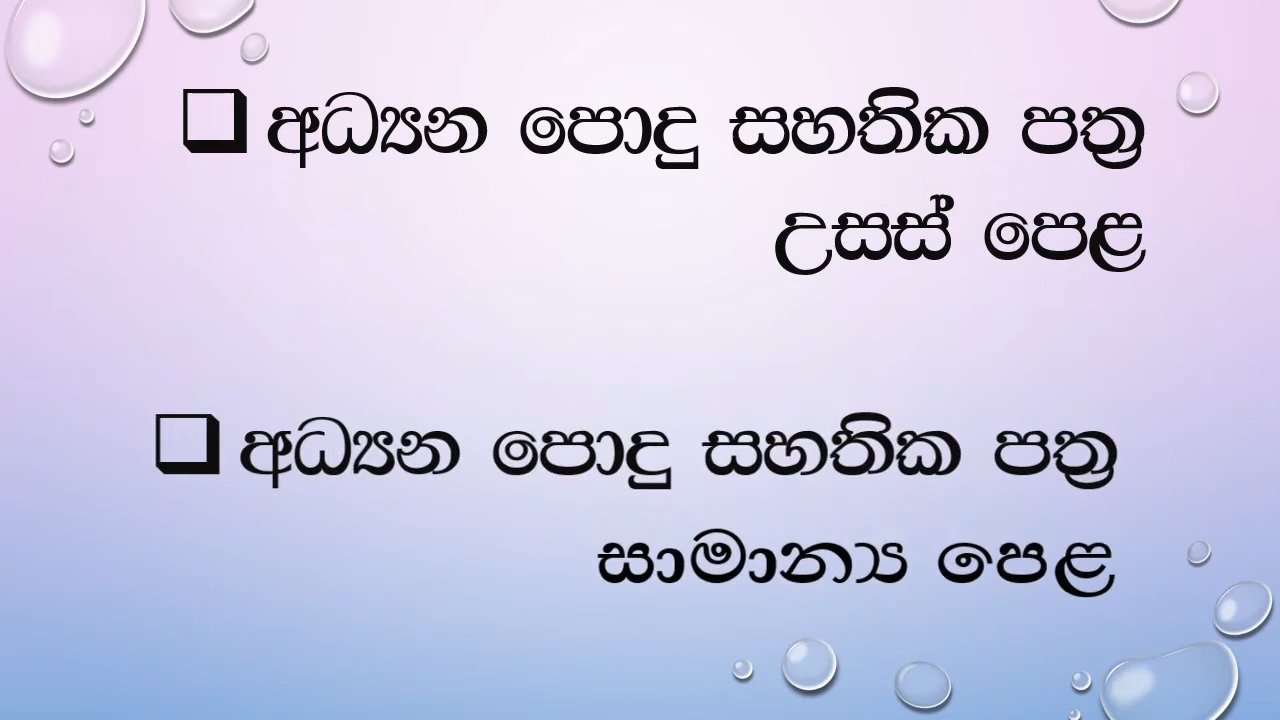 ❑ අධ්‍යන පොදු සහතික පත්‍ර
උසස් පෙළ
❑ අධ්‍යන පොදු සහතික පත්‍ර
සාමාන්‍ය පෙළ